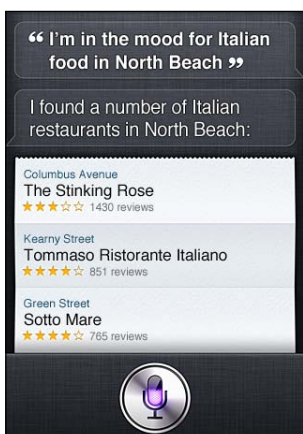 “ I’m in the mood for Italian
food in North Beach ”
I found a number of Italian
restaurants in North Beach:
Columbus Avenue
The Stinking Rose
1430 reviews
Kearny Street
Tommaso Ristorante Italiano
851 reviews
Green Street
Sotto Mare
765 reviews